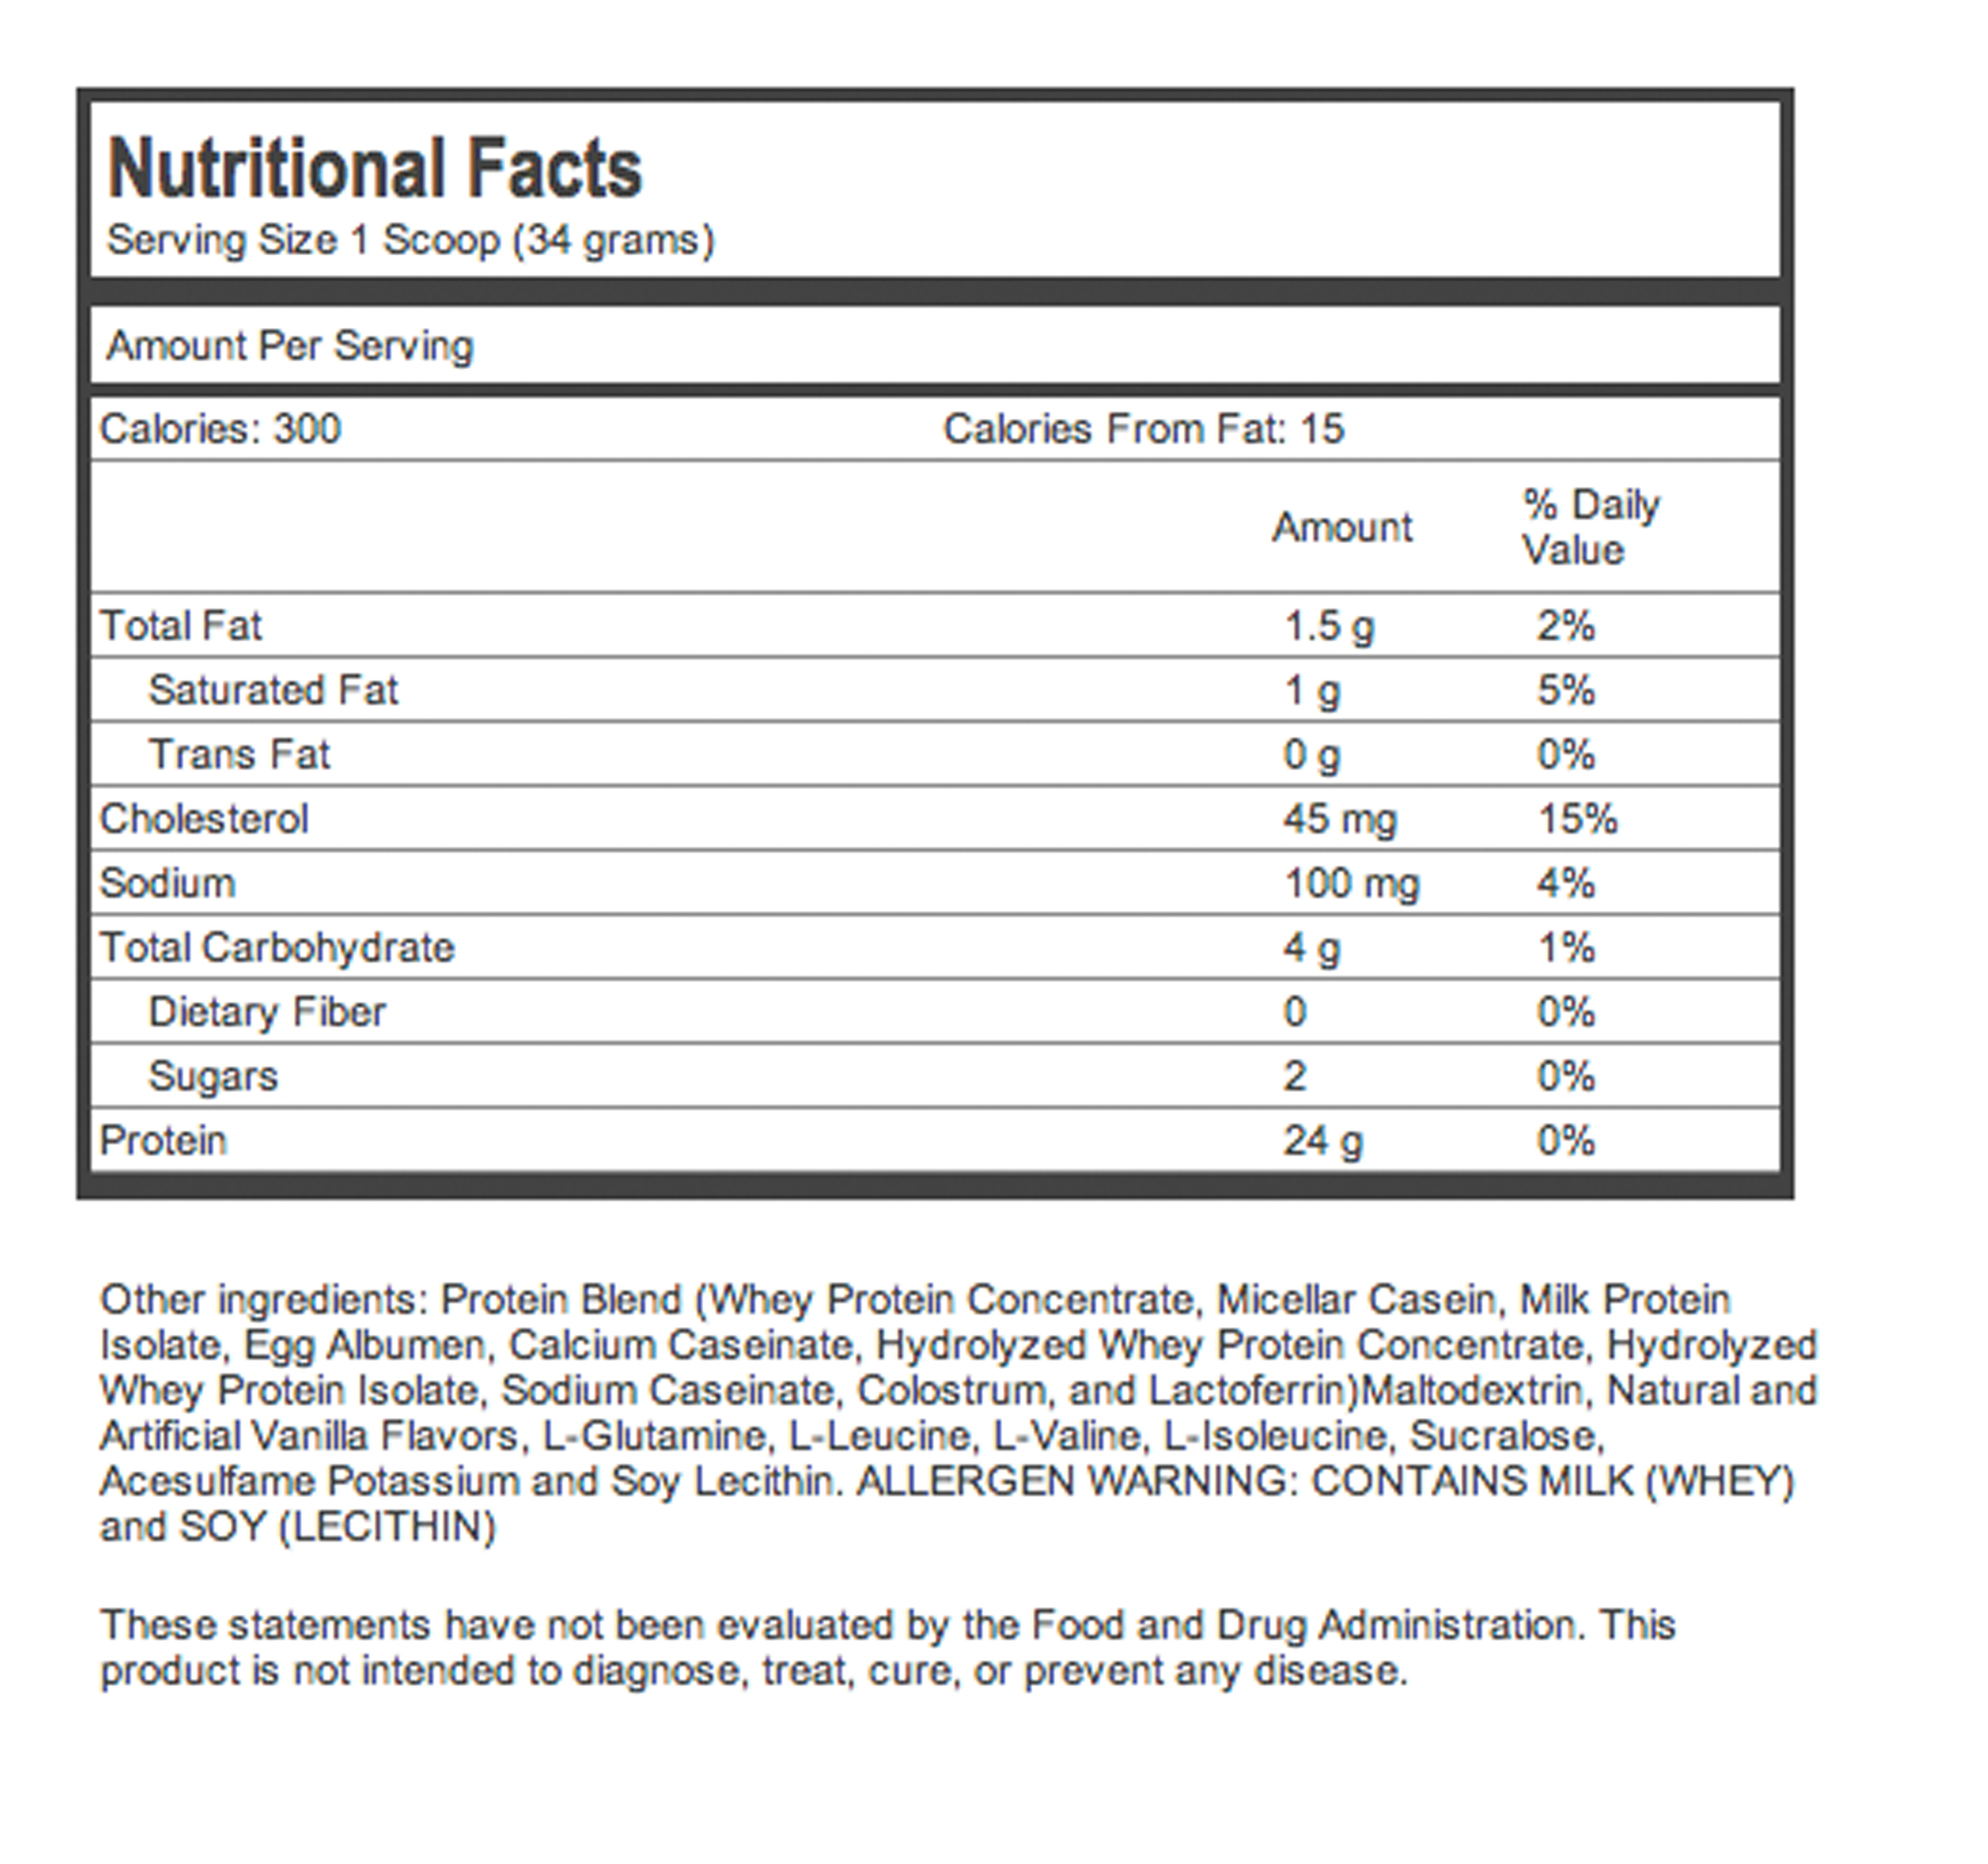 Nutritional Facts
Serving Size 1 Scoop (34 grams)
Amount Per Serving
Calories: 300 Calories From Fat: 15
Amount % Daily
Value
Total Fat 1.5 g 2%
Saturated Fat 1 g 5%
Trans Fat 0 g 0%
Cholesterol 45 mg 15%
Sodium 100 mg 4%
Total Carbohydrate 4 g 1%
Dietary Fiber 0 0%
Sugars 2 0%
Protein 24 g 0%
Other ingredients: Protein Blend (Whey Protein Concentrate, Micellar Casein, Milk Protein
Isolate, Egg Albumen, Calcium Caseinate, Hydrolyzed Whey Protein Concentrate, Hydrolyzed
Whey Protein Isolate, Sodium Caseinate, Colostrum, and Lactoferrin)Maltodextrin, Natural and
Artificial Vanilla Flavors, L-Glutamine, L-Leucine, L-Valine, L-Isoleucine, Sucralose,
Acesulfame Potassium and Soy Lecithin. ALLERGEN WARNING: CONTAINS MILK (WHEY)
and SOY (LECITHIN)
These statements have not been evaluated by the Food and Drug Administration. This
product is not intended to diagnose, treat, cure, or prevent any disease.